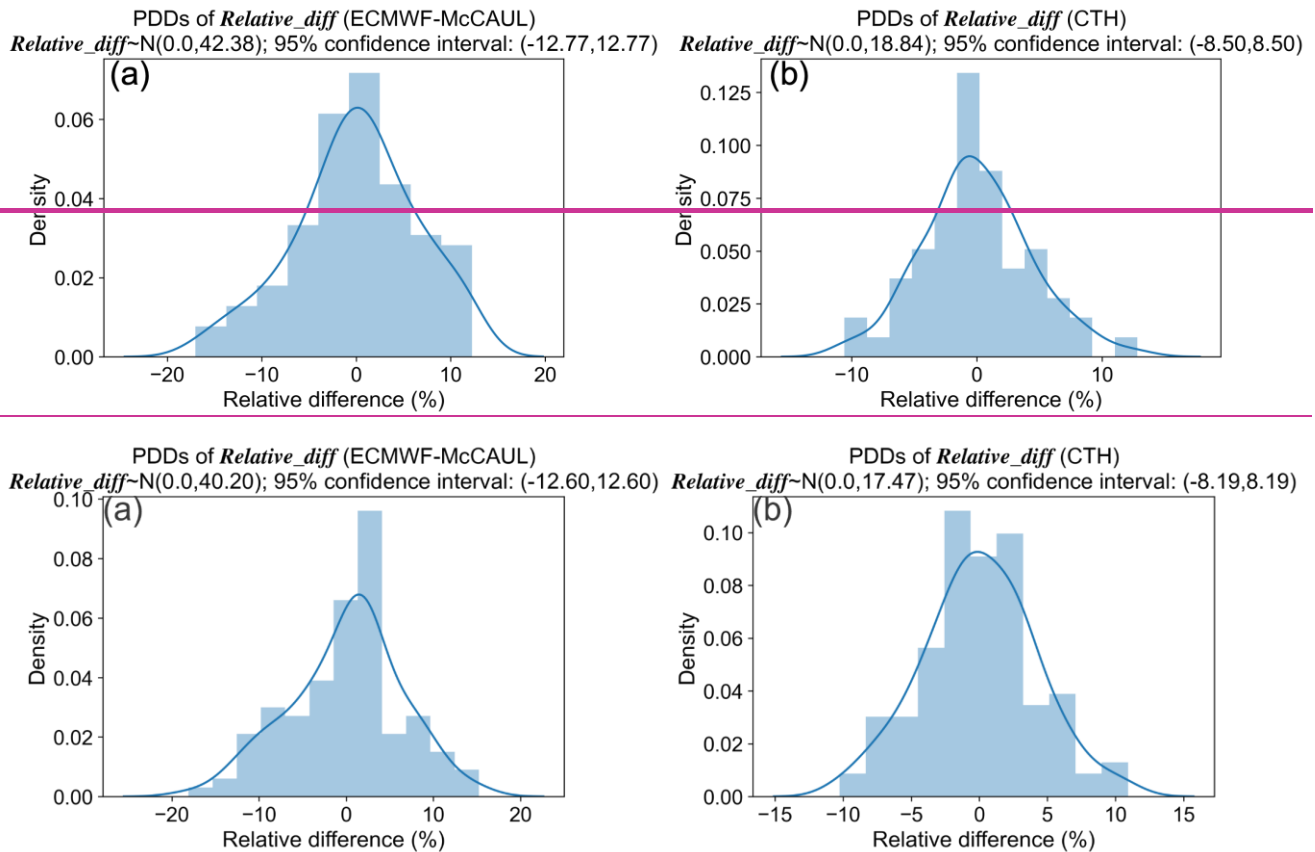 PDDs of Relative_diff (ECMWF-McCAUL)
Relative_diff~N(0.0,42.38); 95% confidence interval: (-12.77,12.77)
(a)
Density
0.06
0.04
0.02
0.00
−20 −10 0 10 20
Relative difference (%)
PDDs of Relative_diff (CTH)
Relative_diff~N(0.0,18.84); 95% confidence interval: (-8.50,8.50)
(b)
Density
0.125
0.100
0.075
0.050
0.025
0.000
−10 0 10
Relative difference (%)
PDDs of Relative_diff (ECMWF-McCAUL)
Relative_diff~N(0.0,40.20); 95% confidence interval: (-12.60,12.60)
(a)
Density
0.10
0.08
0.06
0.04
0.02
0.00
−20 −10 0 10 20
Relative difference (%)
PDDs of Relative_diff (CTH)
Relative_diff~N(0.0,17.47); 95% confidence interval: (-8.19,8.19)
(b)
Density
0.10
0.08
0.06
0.04
0.02
0.00
−15 −10 −5 0 5 10 15
Relative difference (%)